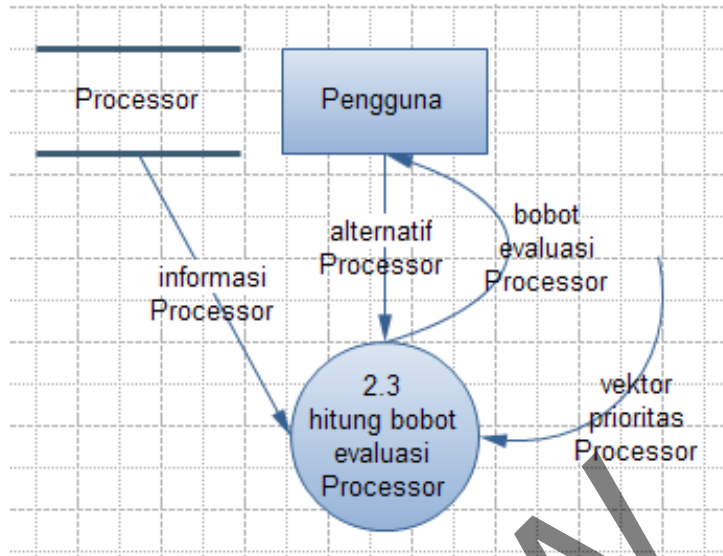 Processor
Pengguna
alternatif
Processor
bobot
evaluasi
Processor
informasi
Processor
vektor
prioritas
Processor
2.3
hitung bobot
evaluasi
Processor